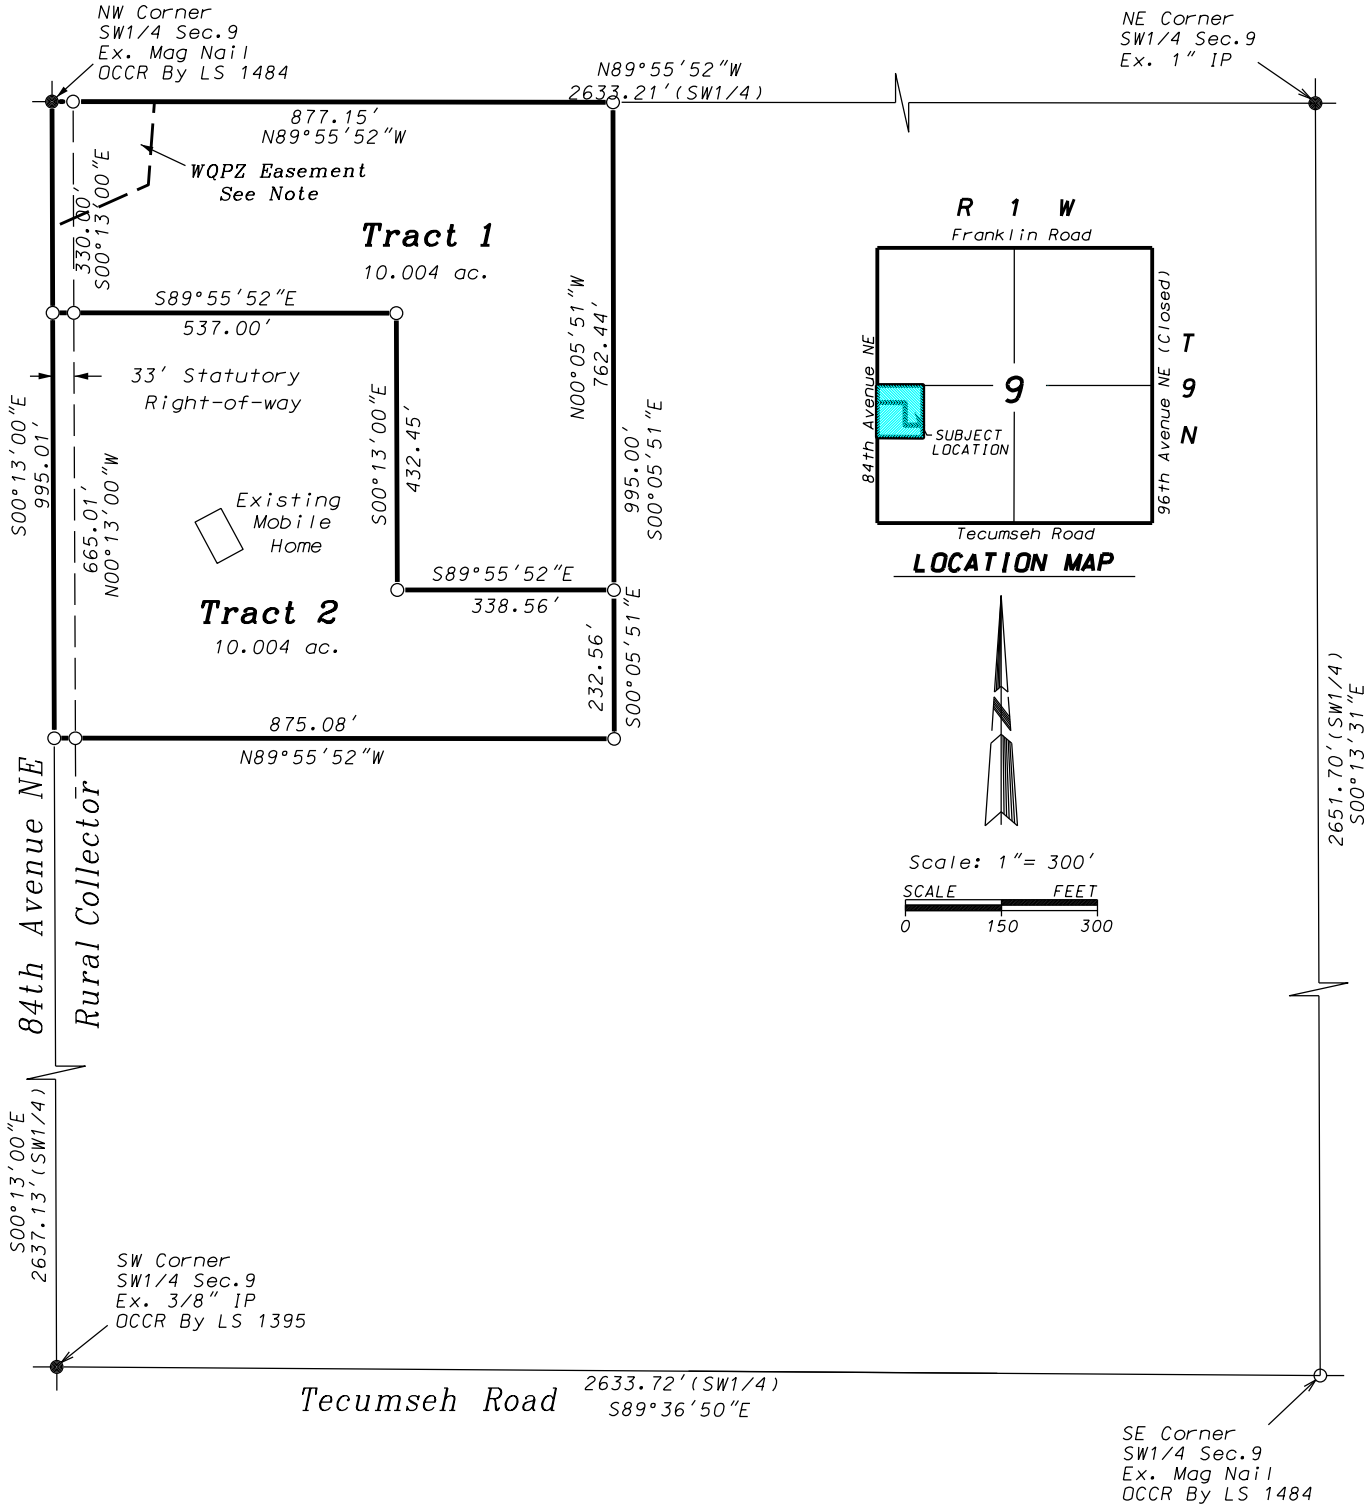 NW Corner
SW1/4 Sec.9
Ex. Mag Nail
OCCR By LS 1484
NE Corner
SW1/4 Sec.9
Ex. 1" IP
N89°55'52"W
2633.21'(SW1/4)
877.15'
N89°55'52"W
330.00'
S00°13'00"E
WQPZ Easement
See Note
Tract 1
10.004 ac.
S89°55'52"E
537.00'
N00°05'51"W
762.44'
33' Statutory
Right-of-way
S00°13'00"E
995.01'
665.01'
N00°13'00"W
S00°13'00"E
432.45'
995.00'
S00°05'51"E
Existing
Mobile
Home
S89°55'52"E
338.56'
Tract 2
10.004 ac.
232.56'
S00°05'51"E
875.08'
N89°55'52"W
R 1 W
Franklin Road
84th Avenue NE
9
SUBJECT
LOCATION
96th Avenue NE (Closed)
T
9
N
Tecumseh Road
LOCATION MAP
Scale: 1"= 300'
SCALE FEET
0 150 300
2651.70'(SW1/4)
S00°13'31"E
84th Avenue NE
Rural Collector
S00°13'00"E
2637.13'(SW1/4)
SW Corner
SW1/4 Sec.9
Ex. 3/8" IP
OCCR By LS 1395
Tecumseh Road
2633.72'(SW1/4)
S89°36'50"E
SE Corner
SW1/4 Sec.9
Ex. Mag Nail
OCCR By LS 1484